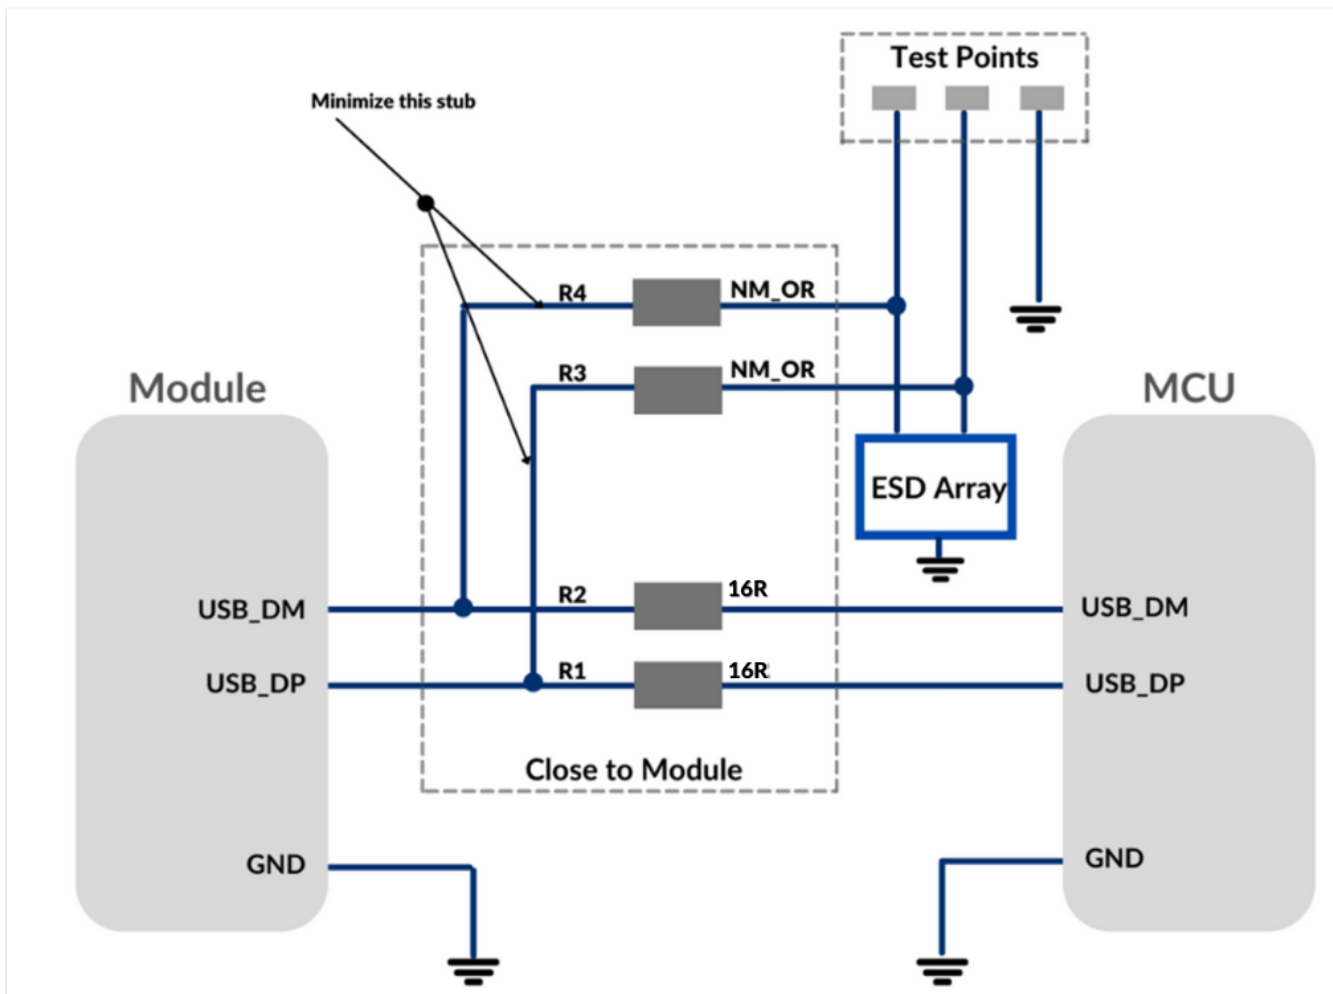 Test Points
Minimize this stub
R4
NM_OR
R3
NM_OR
Module
MCU
ESD Array
R2
16R
USB_DM
USB_DM
R1
16R
USB_DP
USB_DP
Close to Module
GND
GND